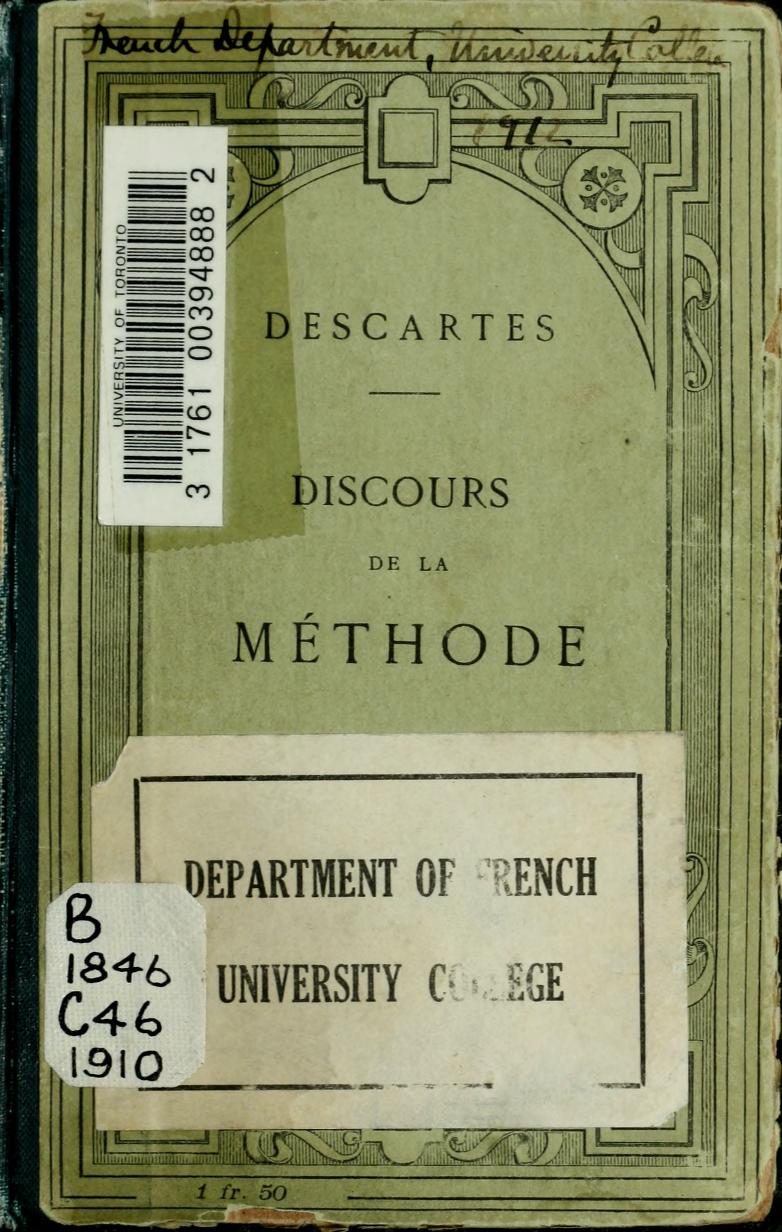 French Department, University College
1912
UNIVERSITY OF TORONTO
3 1761 00394888 2
DESCARTES
DISCOURS
DE LA
MÉTHODE
DEPARTMENT OF FRENCH
UNIVERSITY COLLEGE
B
1846
C46
1910
1 fr. 50